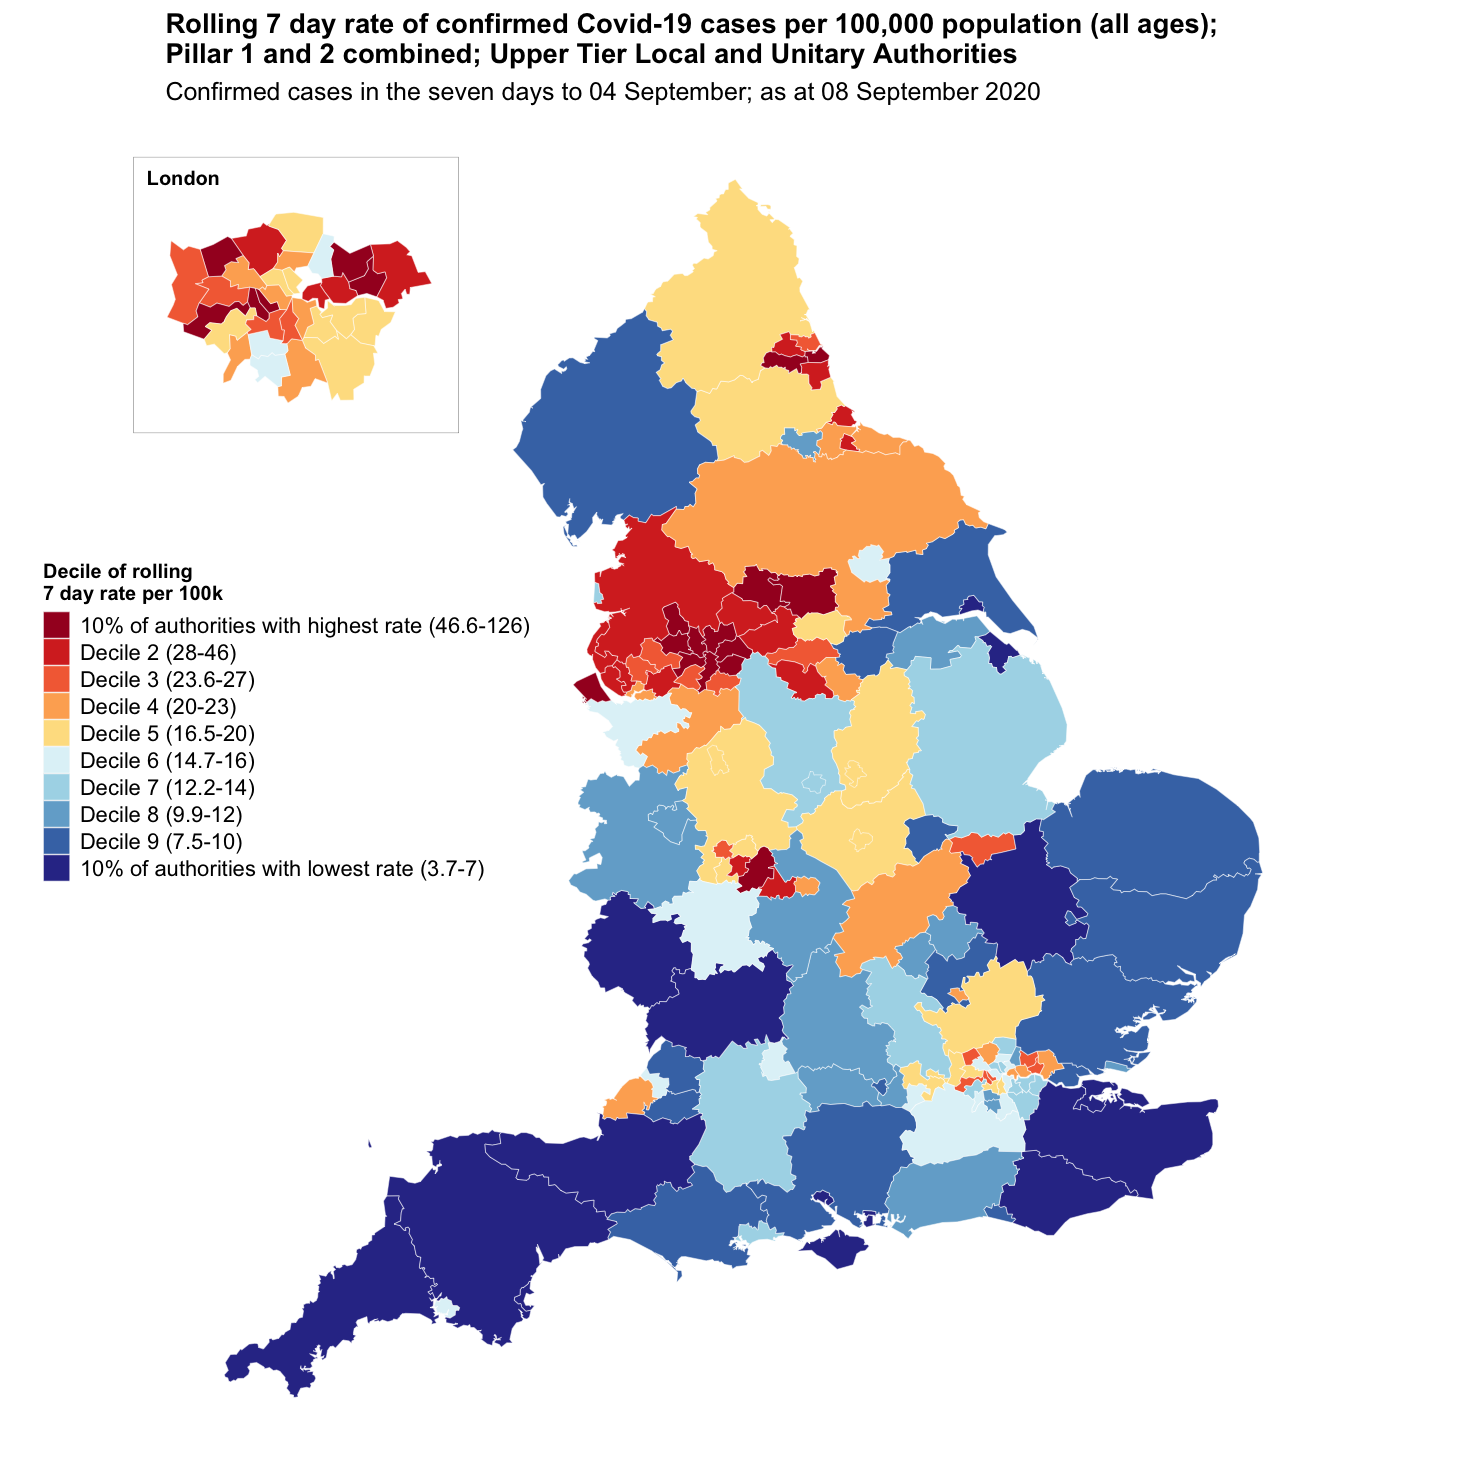 Rolling 7 day rate of confirmed Covid-19 cases per 100,000 population (all ages);
Pillar 1 and 2 combined; Upper Tier Local and Unitary Authorities
Confirmed cases in the seven days to 04 September; as at 08 September 2020
London
Decile of rolling
7 day rate per 100k
10% of authorities with highest rate (46.6-126)
Decile 2 (28-46)
Decile 3 (23.6-27)
Decile 4 (20-23)
Decile 5 (16.5-20)
Decile 6 (14.7-16)
Decile 7 (12.2-14)
Decile 8 (9.9-12)
Decile 9 (7.5-10)
10% of authorities with lowest rate (3.7-7)